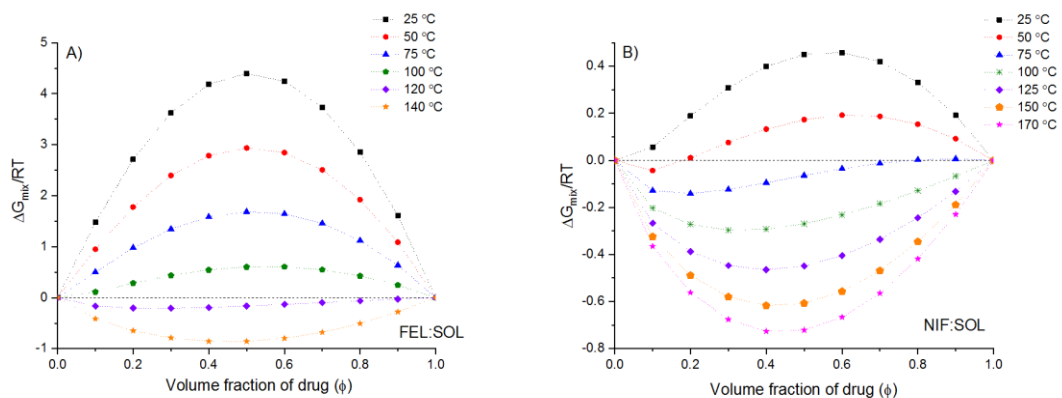 A)
25 °C
50 °C
75 °C
100 °C
120 °C
140 °C
5
4
3
2
1
0
-1
ΔG_mix/RT
0.0 0.2 0.4 0.6 0.8 1.0
Volume fraction of drug (ϕ)
FEL:SOL
B)
25 °C
50 °C
75 °C
100 °C
125 °C
150 °C
170 °C
0.4
0.2
0.0
-0.2
-0.4
-0.6
-0.8
ΔG_mix/RT
0.0 0.2 0.4 0.6 0.8 1.0
Volume fraction of drug (ϕ)
NIF:SOL